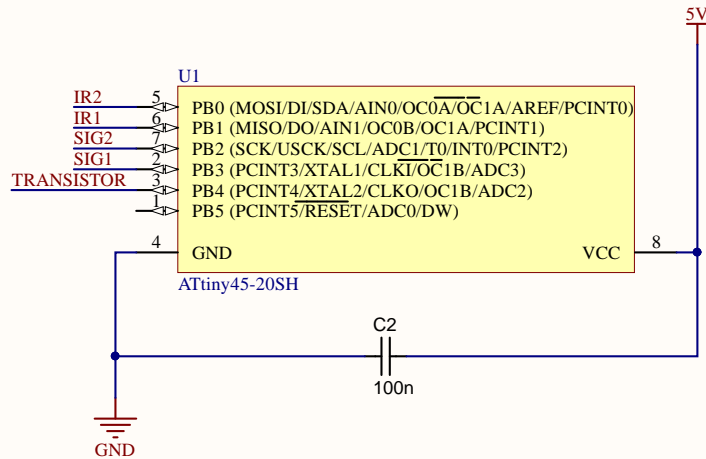 5V
U1
IR2 5 PB0 (MOSI/DI/SDA/AIN0/OC0A/OC1A/AREF/PCINT0)
IR1 6 PB1 (MISO/DO/AIN1/OC0B/OC1A/PCINT1)
SIG2 7 PB2 (SCK/USCK/SCL/ADC1/T0/INT0/PCINT2)
SIG1 2 PB3 (PCINT3/XTAL1/CLKI/OC1B/ADC3)
TRANSISTOR 3 PB4 (PCINT4/XTAL2/CLKO/OC1B/ADC2)
1 PB5 (PCINT5/RESET/ADC0/DW)
4 GND VCC 8
ATtiny45-20SH
C2
100n
GND